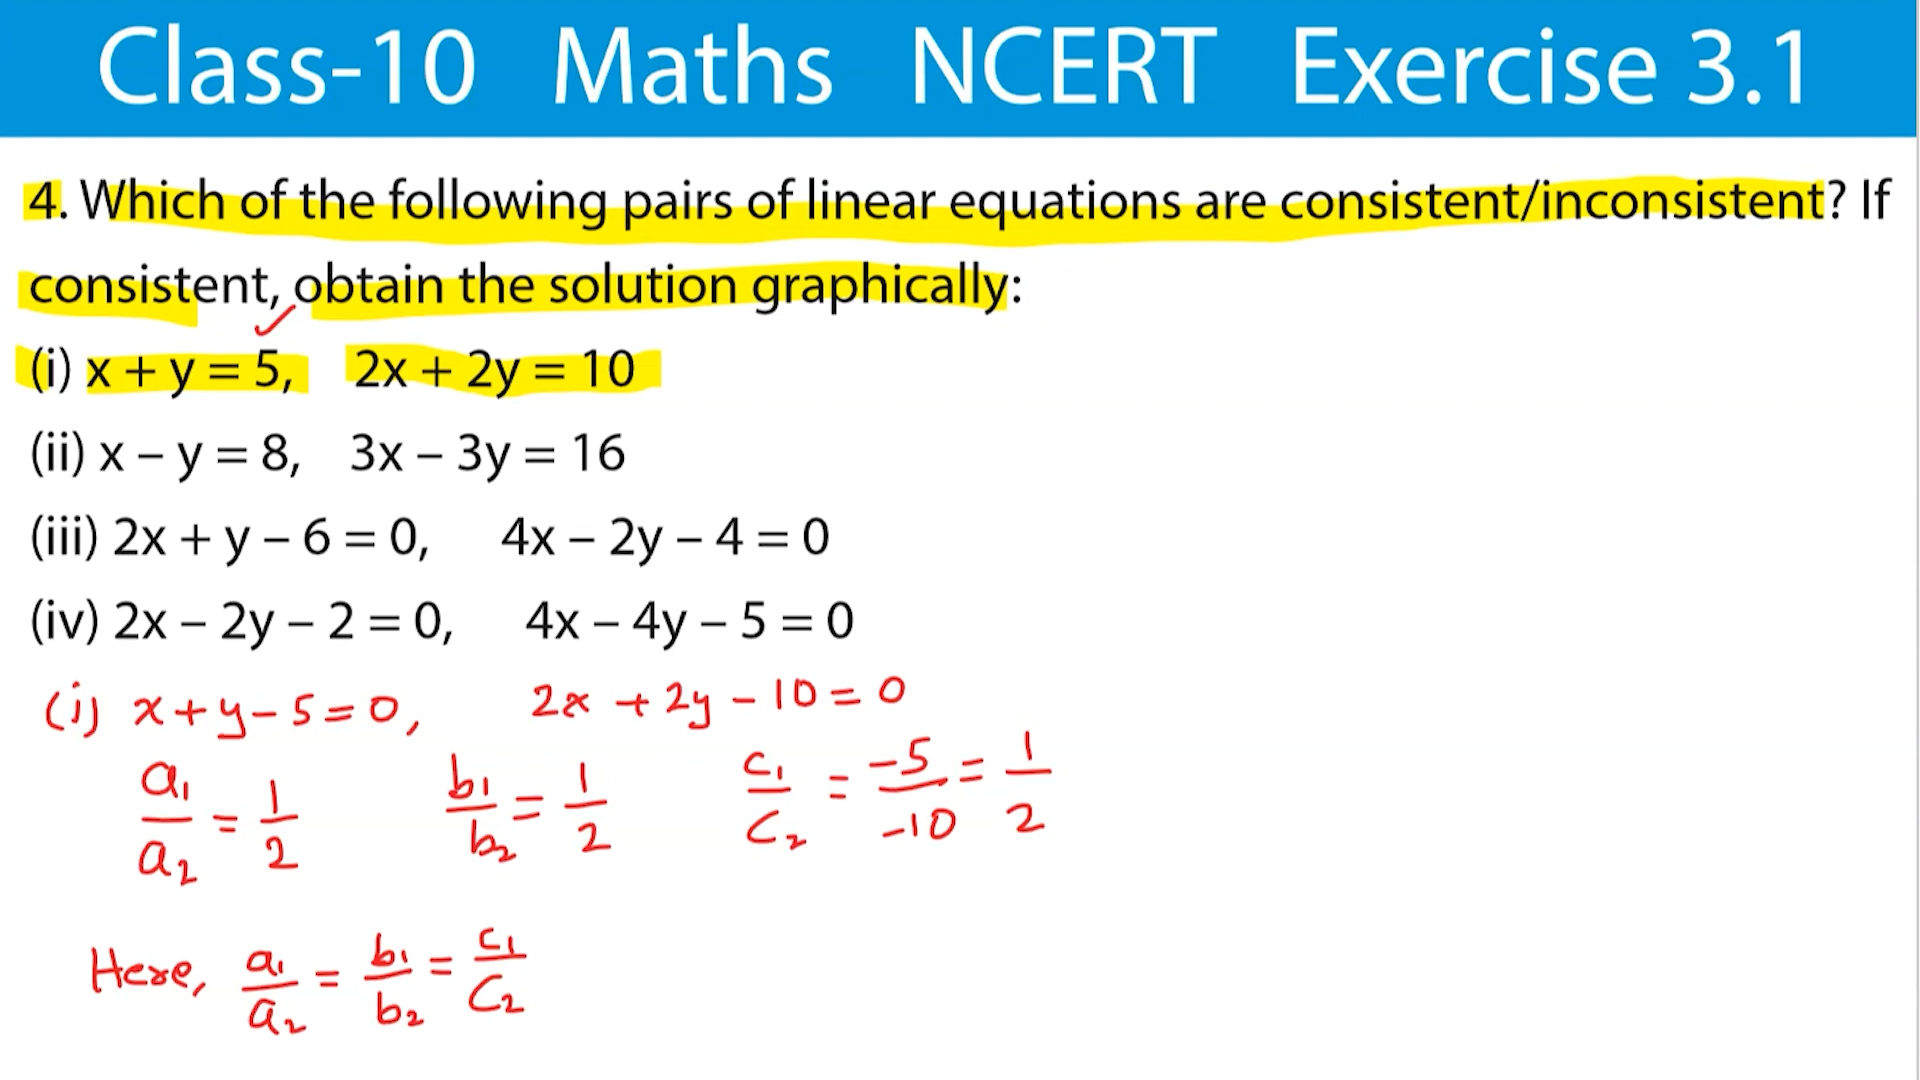 Class-10 Maths NCERT Exercise 3.1
4. Which of the following pairs of linear equations are consistent/inconsistent? If
consistent, obtain the solution graphically:
(i) x + y = 5, 2x + 2y = 10
(ii) x – y = 8, 3x – 3y = 16
(iii) 2x + y – 6 = 0, 4x – 2y – 4 = 0
(iv) 2x – 2y – 2 = 0, 4x – 4y – 5 = 0
(i) x+y-5=0, 2x +2y-10=0
a₁/a₂ = 1/2 b₁/b₂ = 1/2 c₁/c₂ = -5/-10 = 1/2
Here, a₁/a₂ = b₁/b₂ = c₁/c₂